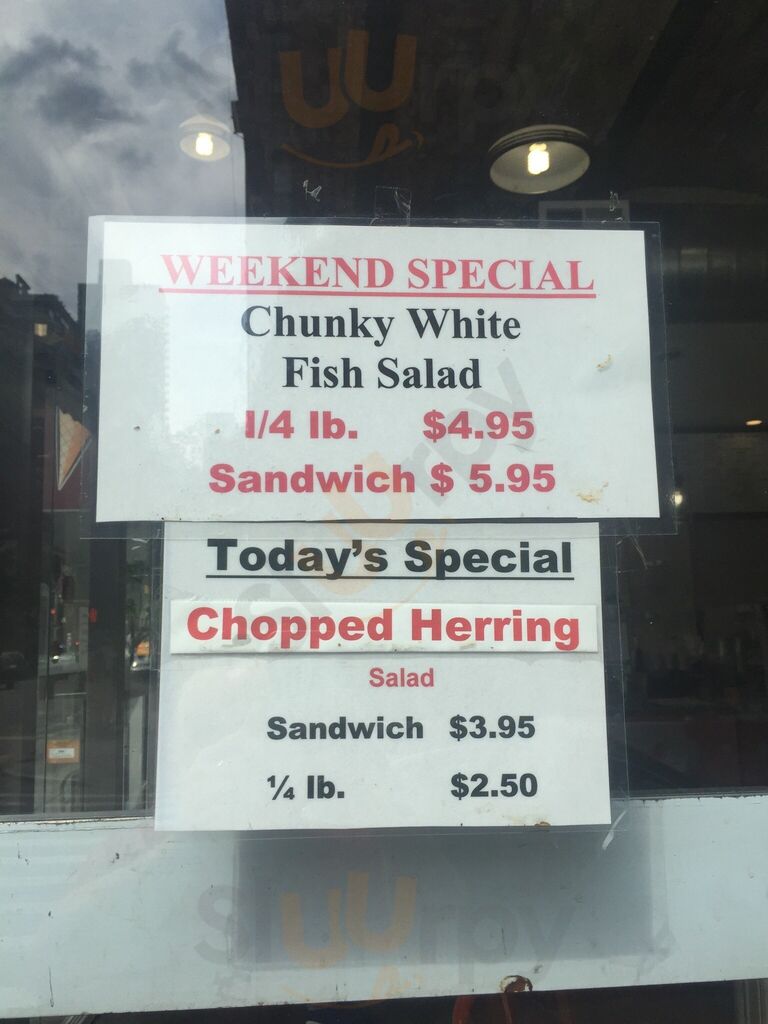 WEEKEND SPECIAL
Chunky White
Fish Salad
1/4 lb. $4.95
Sandwich $ 5.95
Today's Special
Chopped Herring
Salad
Sandwich $3.95
¼ lb. $2.50
slurpy